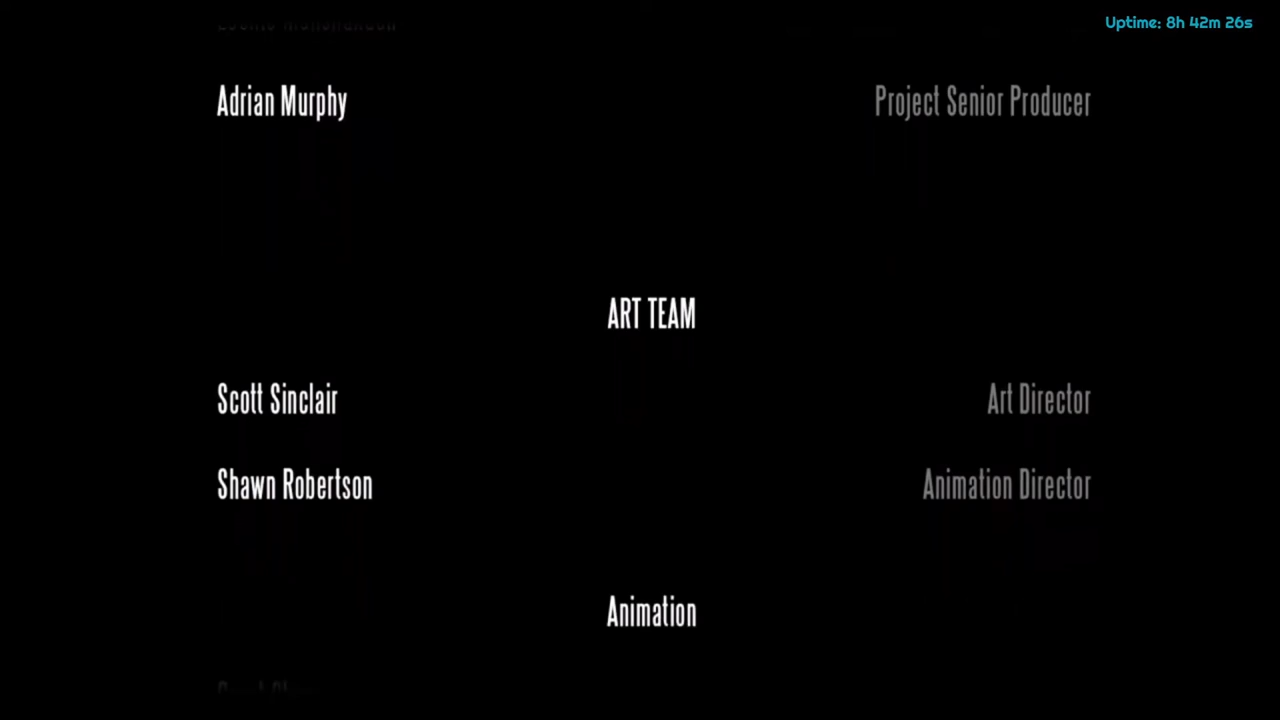 Uptime: 8h 42m 26s
Adrian Murphy Project Senior Producer
ART TEAM
Scott Sinclair Art Director
Shawn Robertson Animation Director
Animation